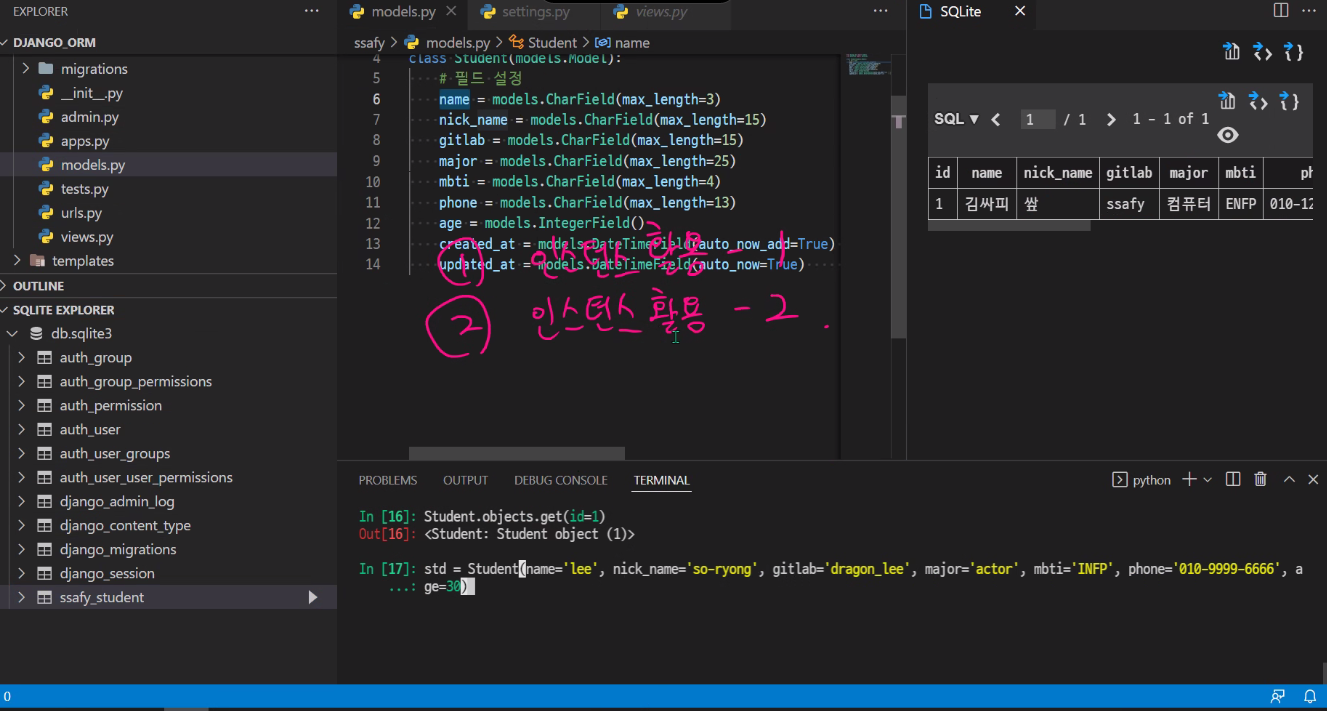 EXPLORER
DJANGO_ORM
migrations
__init__.py
admin.py
apps.py
models.py
tests.py
urls.py
views.py
templates
OUTLINE
SQLITE EXPLORER
db.sqlite3
auth_group
auth_group_permissions
auth_permission
auth_user
auth_user_groups
auth_user_user_permissions
django_admin_log
django_content_type
django_migrations
django_session
ssafy_student
0
models.py settings.py views.py
ssafy > models.py > Student > name
4 class Student(models.Model):
5 # 필드 설정
6 name = models.CharField(max_length=3)
7 nick_name = models.CharField(max_length=15)
8 gitlab = models.CharField(max_length=15)
9 major = models.CharField(max_length=25)
10 mbti = models.CharField(max_length=4)
11 phone = models.CharField(max_length=13)
12 age = models.IntegerField()
13 created_at = models.DateTimeField(auto_now_add=True)
14 updated_at = models.DateTimeField(auto_now=True)
1 인스턴스 활용 - 1
2 인스턴스 활용 - 2 .
SQLite
SQL 1 / 1 1 - 1 of 1
id name nick_name gitlab major mbti ph
1 김싸피 쌒 ssafy 컴퓨터 ENFP 010-12
PROBLEMS OUTPUT DEBUG CONSOLE TERMINAL python
In [16]: Student.objects.get(id=1)
Out[16]: <Student: Student object (1)>
In [17]: std = Student(name='lee', nick_name='so-ryong', gitlab='dragon_lee', major='actor', mbti='INFP', phone='010-9999-6666', a
...: ge=30)